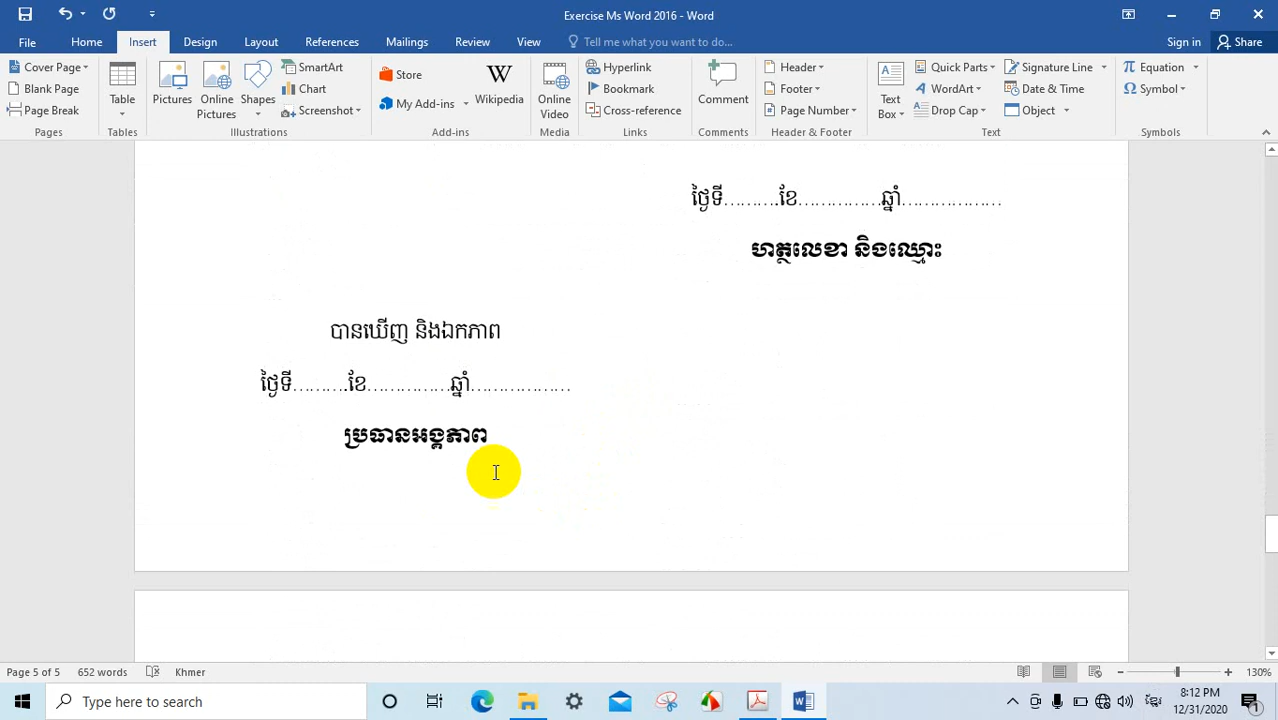 Exercise Ms Word 2016 - Word
File Home Insert Design Layout References Mailings Review View Tell me what you want to do... Sign in Share
Cover Page
Blank Page
Page Break
Pages
Table
Tables
Pictures
Online Pictures
Shapes
SmartArt
Chart
Screenshot
Illustrations
Store
My Add-ins
Wikipedia
Add-ins
Online Video
Media
Hyperlink
Bookmark
Cross-reference
Links
Comment
Comments
Header
Footer
Page Number
Header & Footer
Text Box
Quick Parts
WordArt
Drop Cap
Signature Line
Date & Time
Object
Text
Equation
Symbol
Symbols
ថ្ងៃទី……….ខែ……………ឆ្នាំ………………
ហត្ថលេខា និងឈ្មោះ
បានឃើញ និងឯកភាព
ថ្ងៃទី……….ខែ……………ឆ្នាំ………………
ប្រធានអង្គភាព
Page 5 of 5 652 words Khmer 130%
Type here to search
8:12 PM
12/31/2020